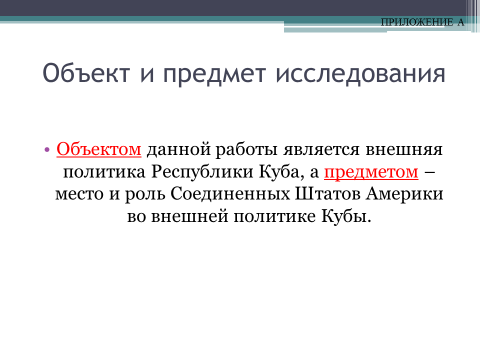 ПРИЛОЖЕНИЕ А
Объект и предмет исследования
• Объектом данной работы является внешняя
политика Республики Куба, а предметом –
место и роль Соединенных Штатов Америки
во внешней политике Кубы.